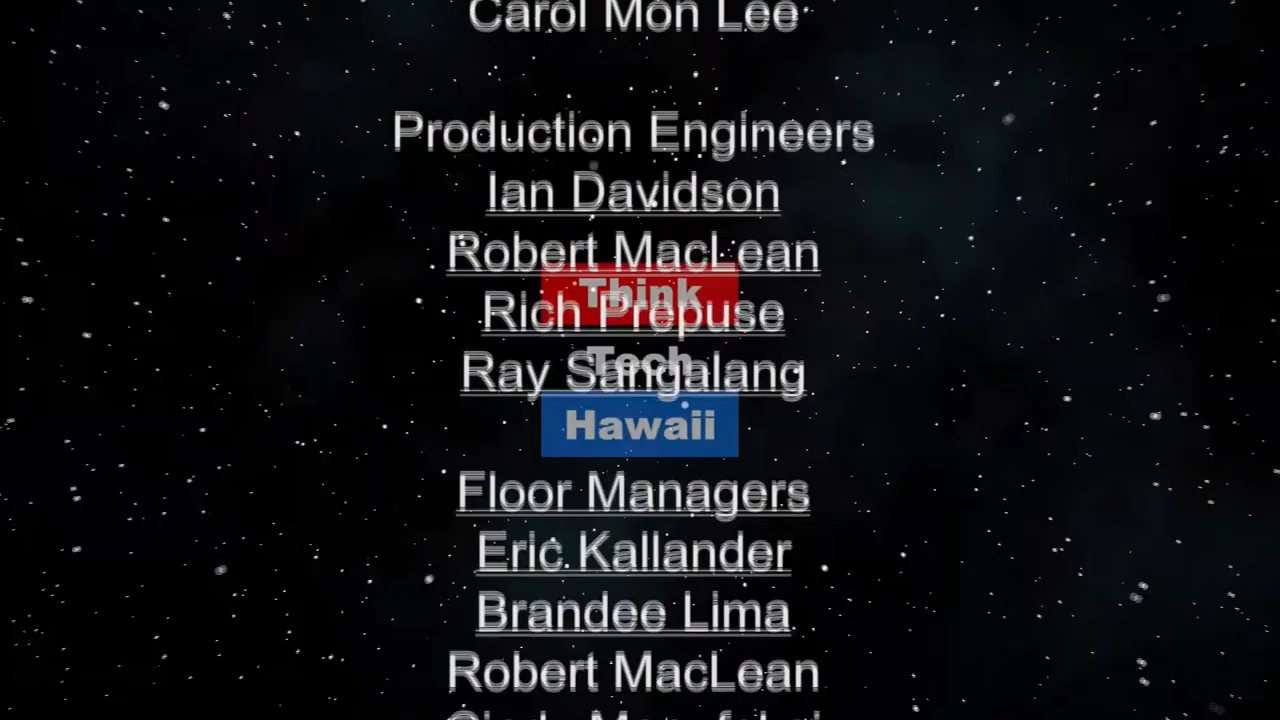 Carol Mon Lee
Production Engineers
Ian Davidson
Robert MacLean
Think
Rich Prepuse
Tech
Ray Sangalang
Hawaii
Floor Managers
Eric Kallander
Brandee Lima
Robert MacLean